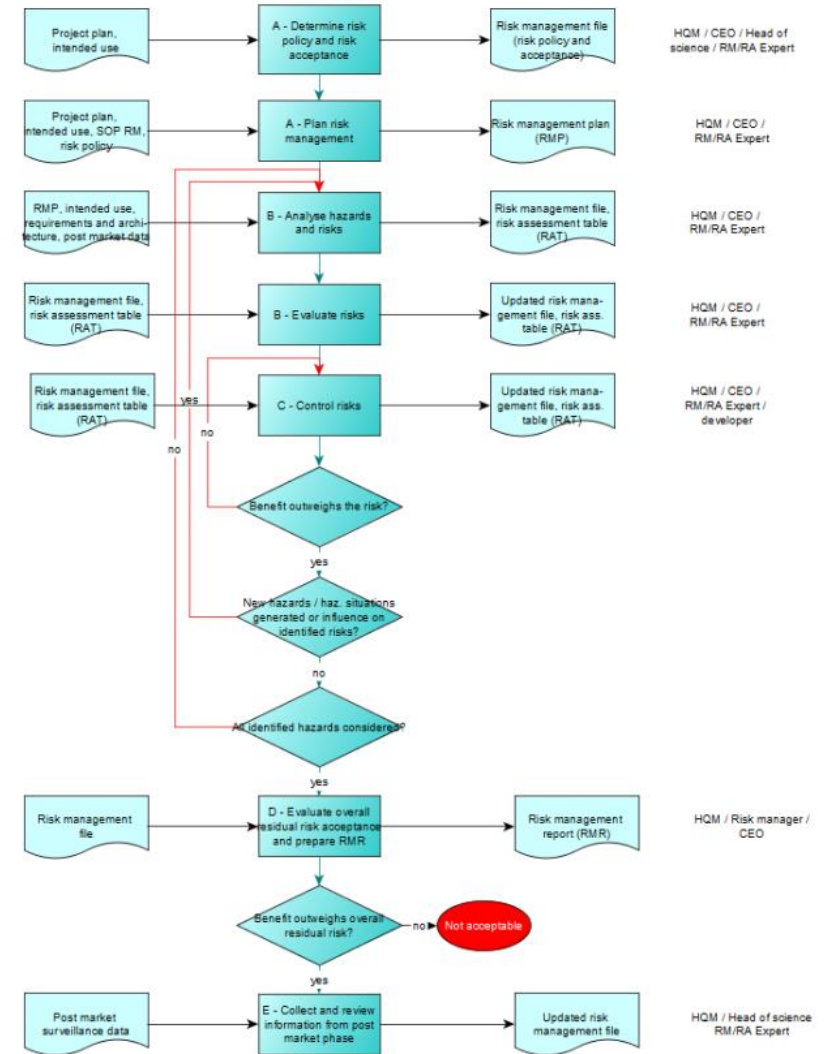 Project plan,
intended use
A - Determine risk
policy and risk
acceptance
Risk management file
(risk policy and
acceptance)
HQM / CEO / Head of
science / RM/RA Expert
Project plan,
intended use, SOP RM,
risk policy
A - Plan risk
management
Risk management plan
(RMP)
HQM / CEO /
RM/RA Expert
RMP, intended use,
requirements and archi-
tecture, post market data
B - Analyse hazards
and risks
Risk management file,
risk assessment table
(RAT)
HQM / CEO /
RM/RA Expert
Risk management file,
risk assessment table
(RAT)
B - Evaluate risks
Updated risk mana-
gement file, risk ass.
table (RAT)
HQM / CEO /
RM/RA Expert
Risk management file,
risk assessment table
(RAT)
yes
no
no
C - Control risks
Updated risk mana-
gement file, risk ass.
table (RAT)
HQM / CEO /
RM/RA Expert /
developer
Benefit outweighs the risk?
yes
New hazards / haz. situations
generated or influence on
identified risks?
no
All identified hazards considered?
yes
Risk management
file
D - Evaluate overall
residual risk acceptance
and prepare RMR
Risk management
report (RMR)
HQM / Risk manager /
CEO
Benefit outweighs overall
residual risk?
no
Not acceptable
yes
Post market
surveillance data
E - Collect and review
information from post
market phase
Updated risk
management file
HQM / Head of science
RM/RA Expert